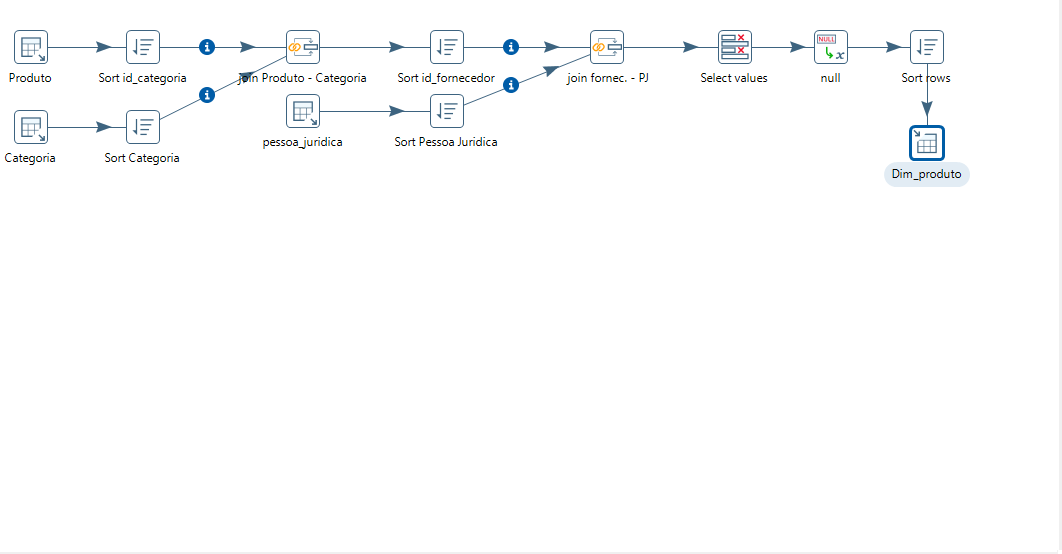 NULL
x
Produto
Sort id_categoria
join Produto - Categoria
Sort id_fornecedor
join fornec. - PJ
Select values
null
Sort rows
pessoa_juridica
Sort Pessoa Juridica
Categoria
Sort Categoria
Dim_produto